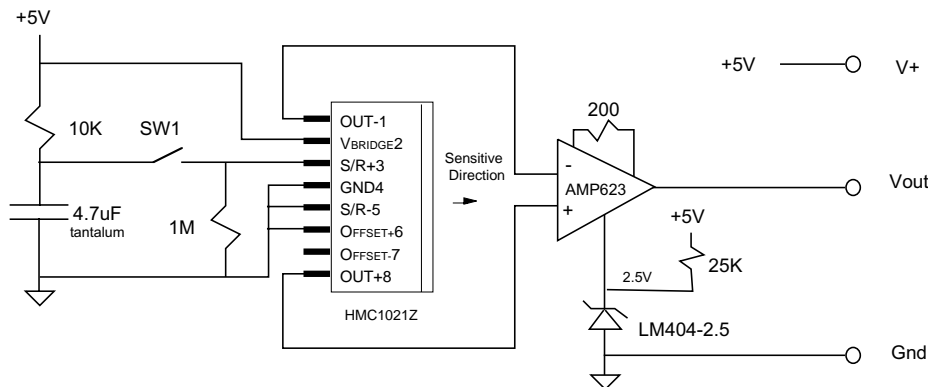 +5V
10K
SW1
4.7uF
tantalum
1M
OUT-1
VBRIDGE2
S/R+3
GND4
S/R-5
OFFSET+6
OFFSET-7
OUT+8
HMC1021Z
Sensitive
Direction
200
-
AMP623
+
+5V
25K
2.5V
LM404-2.5
+5V
V+
Vout
Gnd